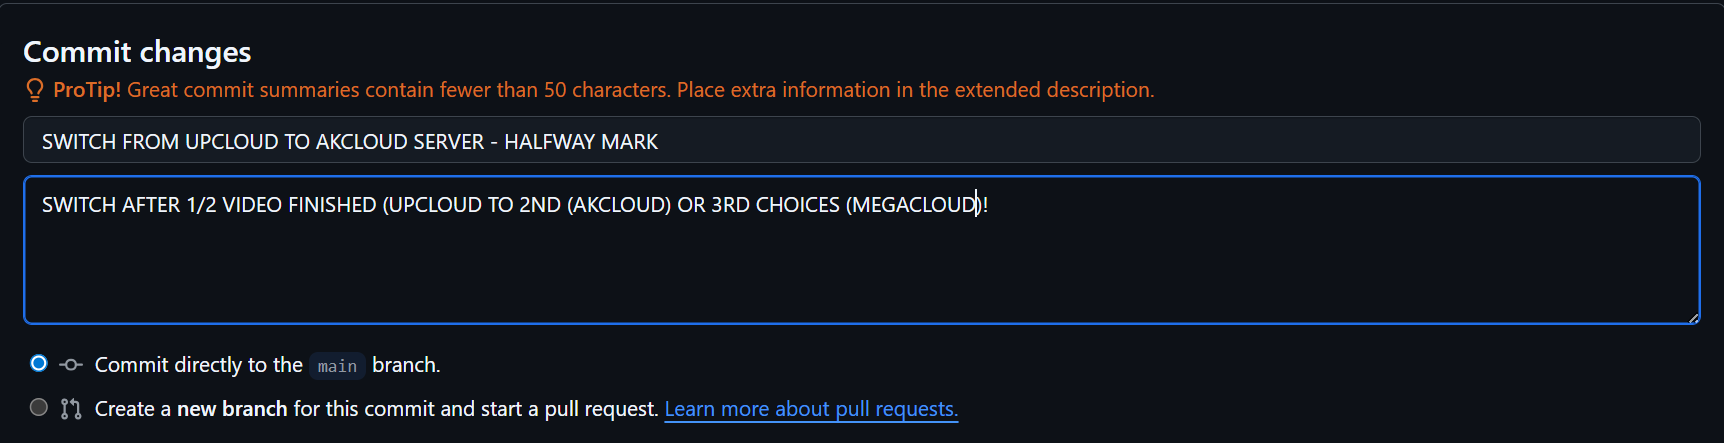 Commit changes
ProTip! Great commit summaries contain fewer than 50 characters. Place extra information in the extended description.
SWITCH FROM UPCLOUD TO AKCLOUD SERVER - HALFWAY MARK
SWITCH AFTER 1/2 VIDEO FINISHED (UPCLOUD TO 2ND (AKCLOUD) OR 3RD CHOICES (MEGACLOUD)!
Commit directly to the main branch.
Create a new branch for this commit and start a pull request. Learn more about pull requests.